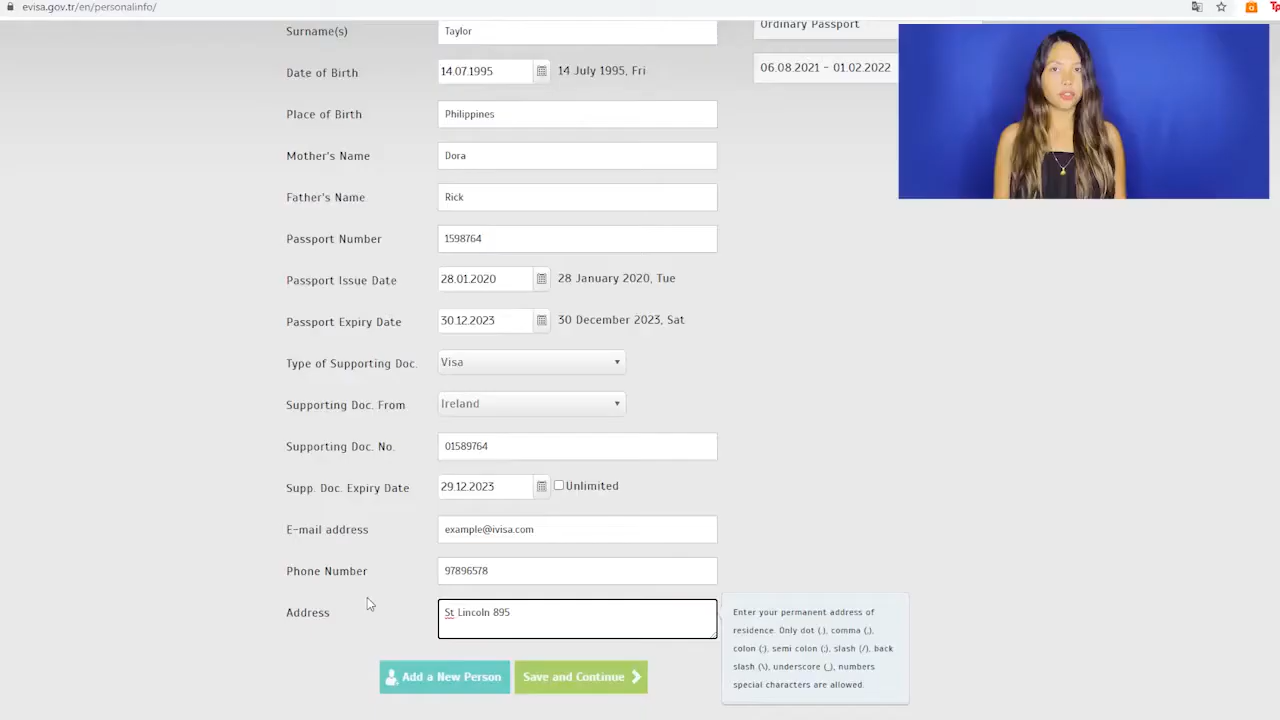 evisa.gov.tr/en/personalinfo/
Surname(s) Taylor
Ordinary Passport
Date of Birth 14.07.1995 14 July 1995, Fri
06.08.2021 - 01.02.2022
Place of Birth Philippines
Mother's Name Dora
Father's Name Rick
Passport Number 1598764
Passport Issue Date 28.01.2020 28 January 2020, Tue
Passport Expiry Date 30.12.2023 30 December 2023, Sat
Type of Supporting Doc. Visa
Supporting Doc. From Ireland
Supporting Doc. No. 01589764
Supp. Doc. Expiry Date 29.12.2023 Unlimited
E-mail address example@ivisa.com
Phone Number 97896578
Address St Lincoln 895
Enter your permanent address of
residence. Only dot (.), comma (,),
colon (:), semi colon (;), slash (/), back
slash (\), underscore (_), numbers
special characters are allowed.
Add a New Person Save and Continue